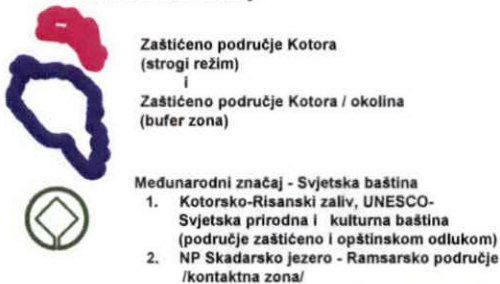 Zaštićeno područje Kotora
(strogi režim)
i
Zaštićeno područje Kotora / okolina
(bufer zona)
Međunarodni značaj - Svjetska baština
1. Kotorsko-Risanski zaliv, UNESCO-
Svjetska prirodna i kulturna baština
(područje zaštićeno i opštinskom odlukom)
2. NP Skadarsko jezero - Ramsarsko područje
/kontaktna zona/